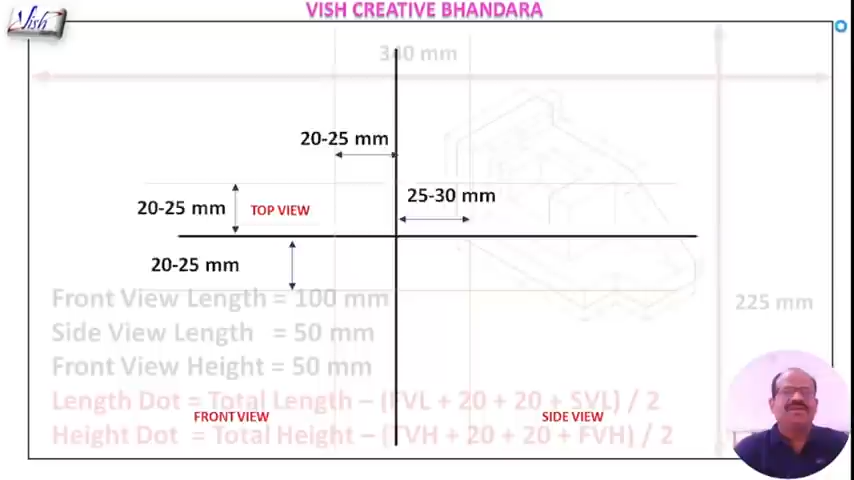 Vish
VISH CREATIVE BHANDARA
340 mm
20-25 mm
25-30 mm
20-25 mm
TOP VIEW
20-25 mm
Front View Length = 100 mm
225 mm
Side View Length = 50 mm
Front View Height = 50 mm
Length Dot = Total Length – (FVL + 20 + 20 + SVL) / 2
FRONT VIEW
SIDE VIEW
Height Dot = Total Height – (TVH + 20 + 20 + FVH) / 2